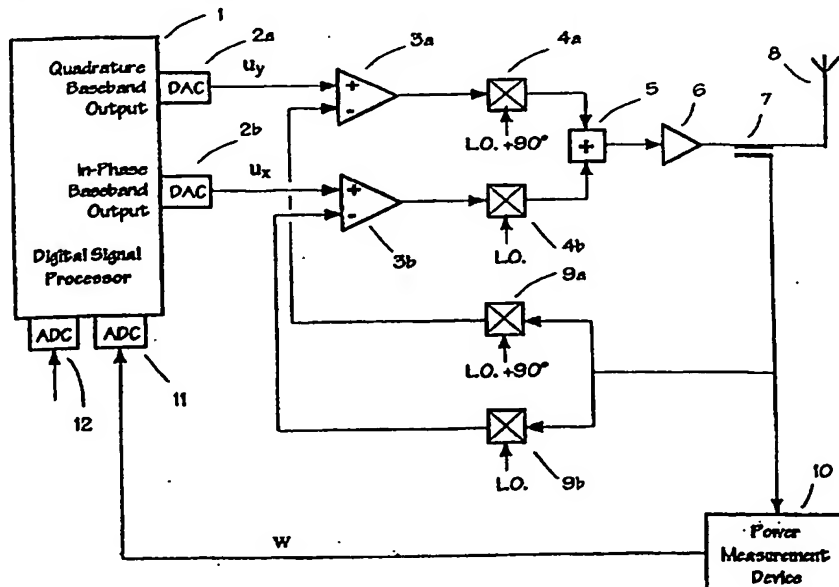 1
2a
3a
4a
Quadrature
Baseband
Output
DAC
uy
+
-
L.O. +90°
5
6
7
8
2b
In-Phase
Baseband
Output
DAC
ux
+
-
+
Digital Signal
Processor
3b
L.O.
4b
9a
ADC
ADC
L.O. +90°
12
11
L.O.
9b
10
W
Power
Measurement
Device